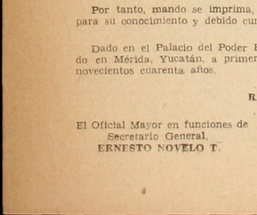 Por tanto, mando se imprima,
para su conocimiento y debido cu
Dado en el Palacio del Poder
do en Mérida, Yucatán, a primer
novecientos cuarenta años.
R
El Oficial Mayor en funciones de
Secretario General,
ERNESTO NOVELO T.